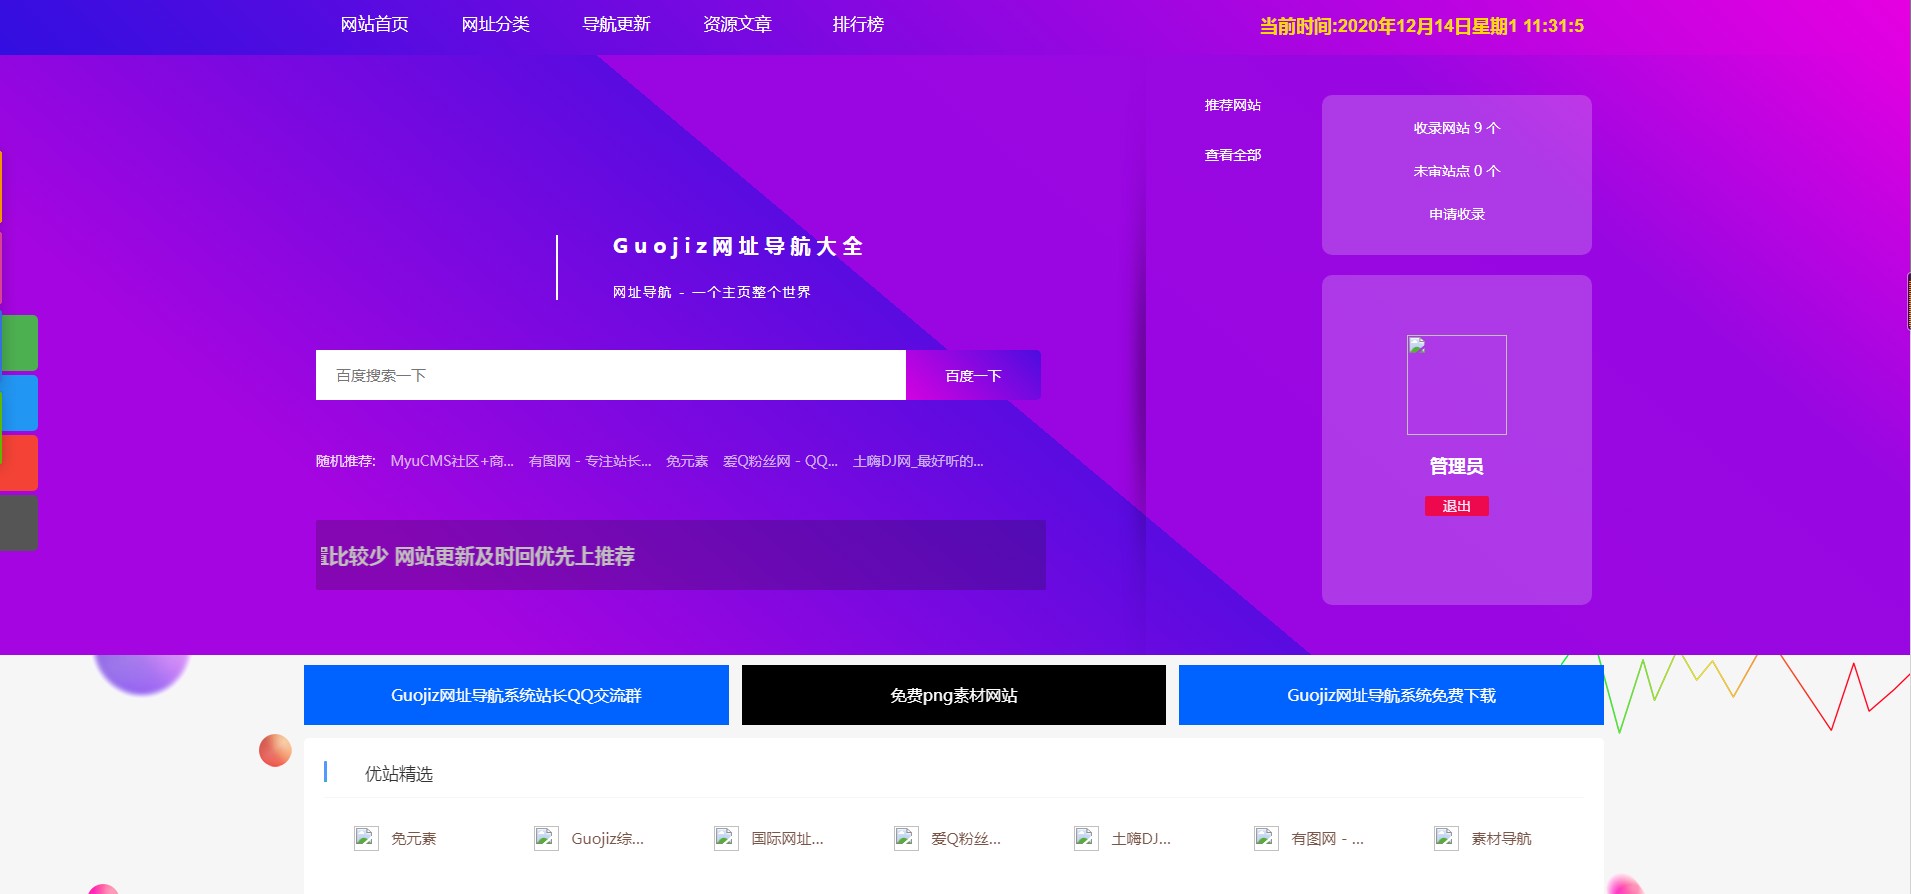 网站首页 网址分类 导航更新 资源文章 排行榜 当前时间:2020年12月14日星期1 11:31:5
推荐网站
查看全部
收录网站 9 个
未审站点 0 个
申请收录
Guojiz网址导航大全
网址导航 - 一个主页整个世界
百度搜索一下 百度一下
随机推荐: MyuCMS社区+商... 有图网 - 专注站长... 免元素 爱Q粉丝网 - QQ... 土嗨DJ网_最好听的...
管理员
退出
置比较少 网站更新及时回优先上推荐
Guojiz网址导航系统站长QQ交流群 免费png素材网站 Guojiz网址导航系统免费下载
优站精选
免元素 Guojiz综... 国际网址... 爱Q粉丝... 土嗨DJ... 有图网 - ... 素材导航